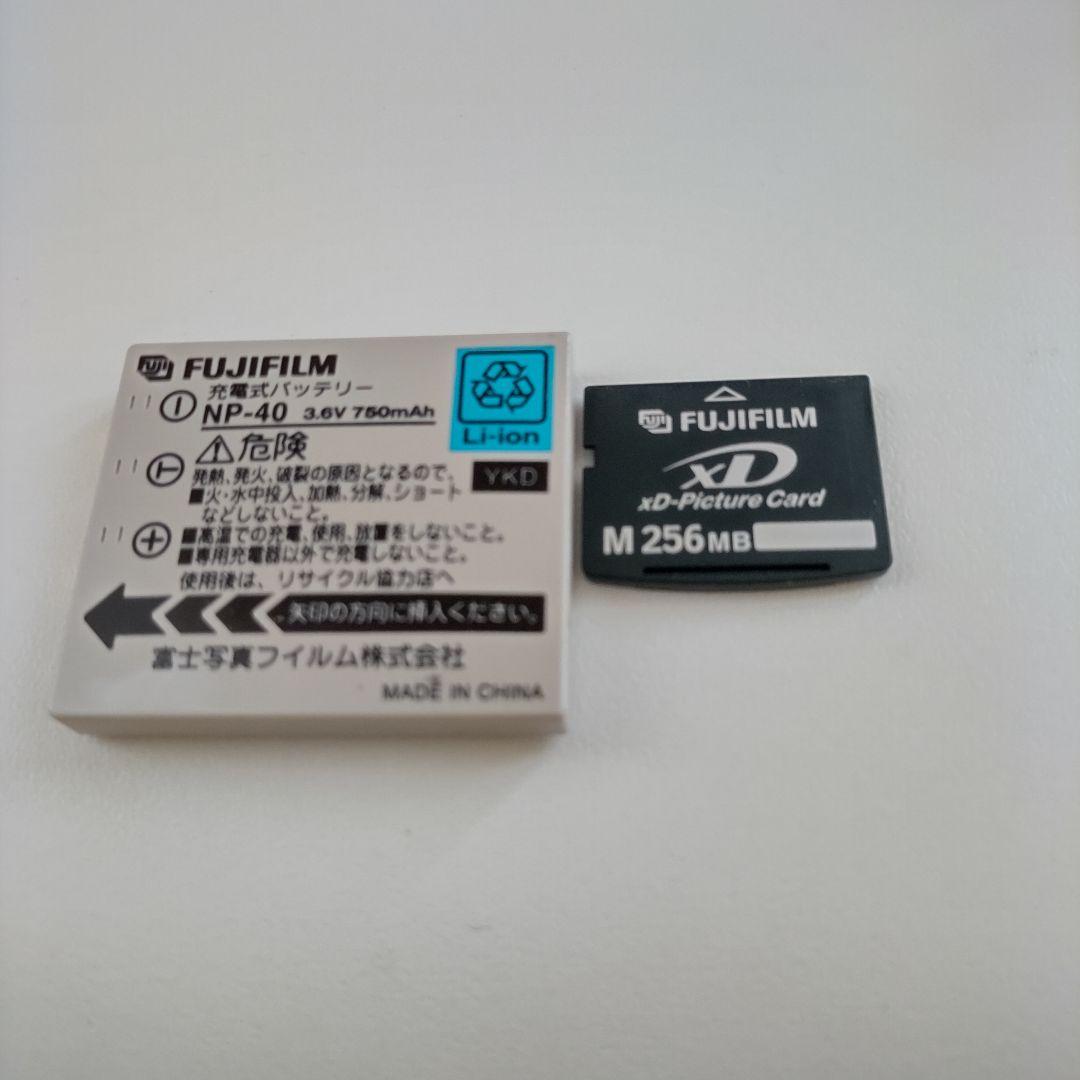 FUJI FUJIFILM
充電式バッテリー
NP-40 3.6V 750mAh
危険
発熱、発火、破裂の原因となるので、
■火・水中投入、加熱、分解、ショート
などしないこと。
■高温での充電、使用、放置をしないこと。
■専用充電器以外で充電しないこと。
使用後は、リサイクル協力店へ
矢印の方向に挿入ください。
富士写真フイルム株式会社
MADE IN CHINA
Li-ion
YKD
FUJI FUJIFILM
xD
xD-Picture Card
M 256MB